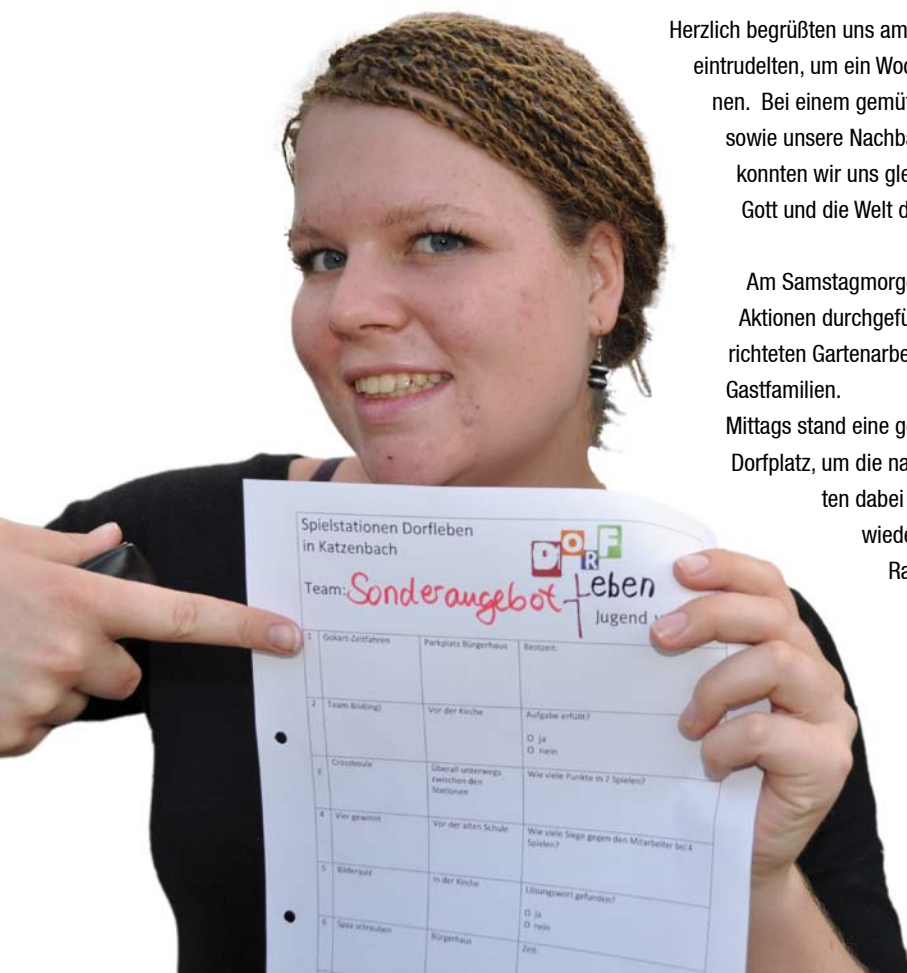 Herzlich begrüßten uns am
eintrudelten, um ein Woc
nen. Bei einem gemüt
sowie unsere Nachba
konnten wir uns gle
Gott und die Welt d
Am Samstagmorge
Aktionen durchgefü
richteten Gartenarbe
Gastfamilien.
Mittags stand eine g
Dorfplatz, um die na
ten dabei
wiede
Ra
Spielstationen Dorfleben
in Katzenbach
DORF
Leben
Jugend
Team: Sonderangebot
1 Gokart-Zeitfahren Parkplatz Bürgerhaus Bestzeit:
2 Team-Bild(ing) Vor der Kirche Aufgabe erfüllt?
O ja
O nein
3 Crossboule Überall unterwegs Wie viele Punkte in 7 Spielen?
zwischen den
Stationen
4 Vier gewinnt Vor der alten Schule Wie viele Siege gegen den Mitarbeiter bei 4
Spielen?
5 Bilderquiz In der Kirche Lösungswort gefunden?
O ja
O nein
6 Spax schrauben Bürgerhaus Zeit: